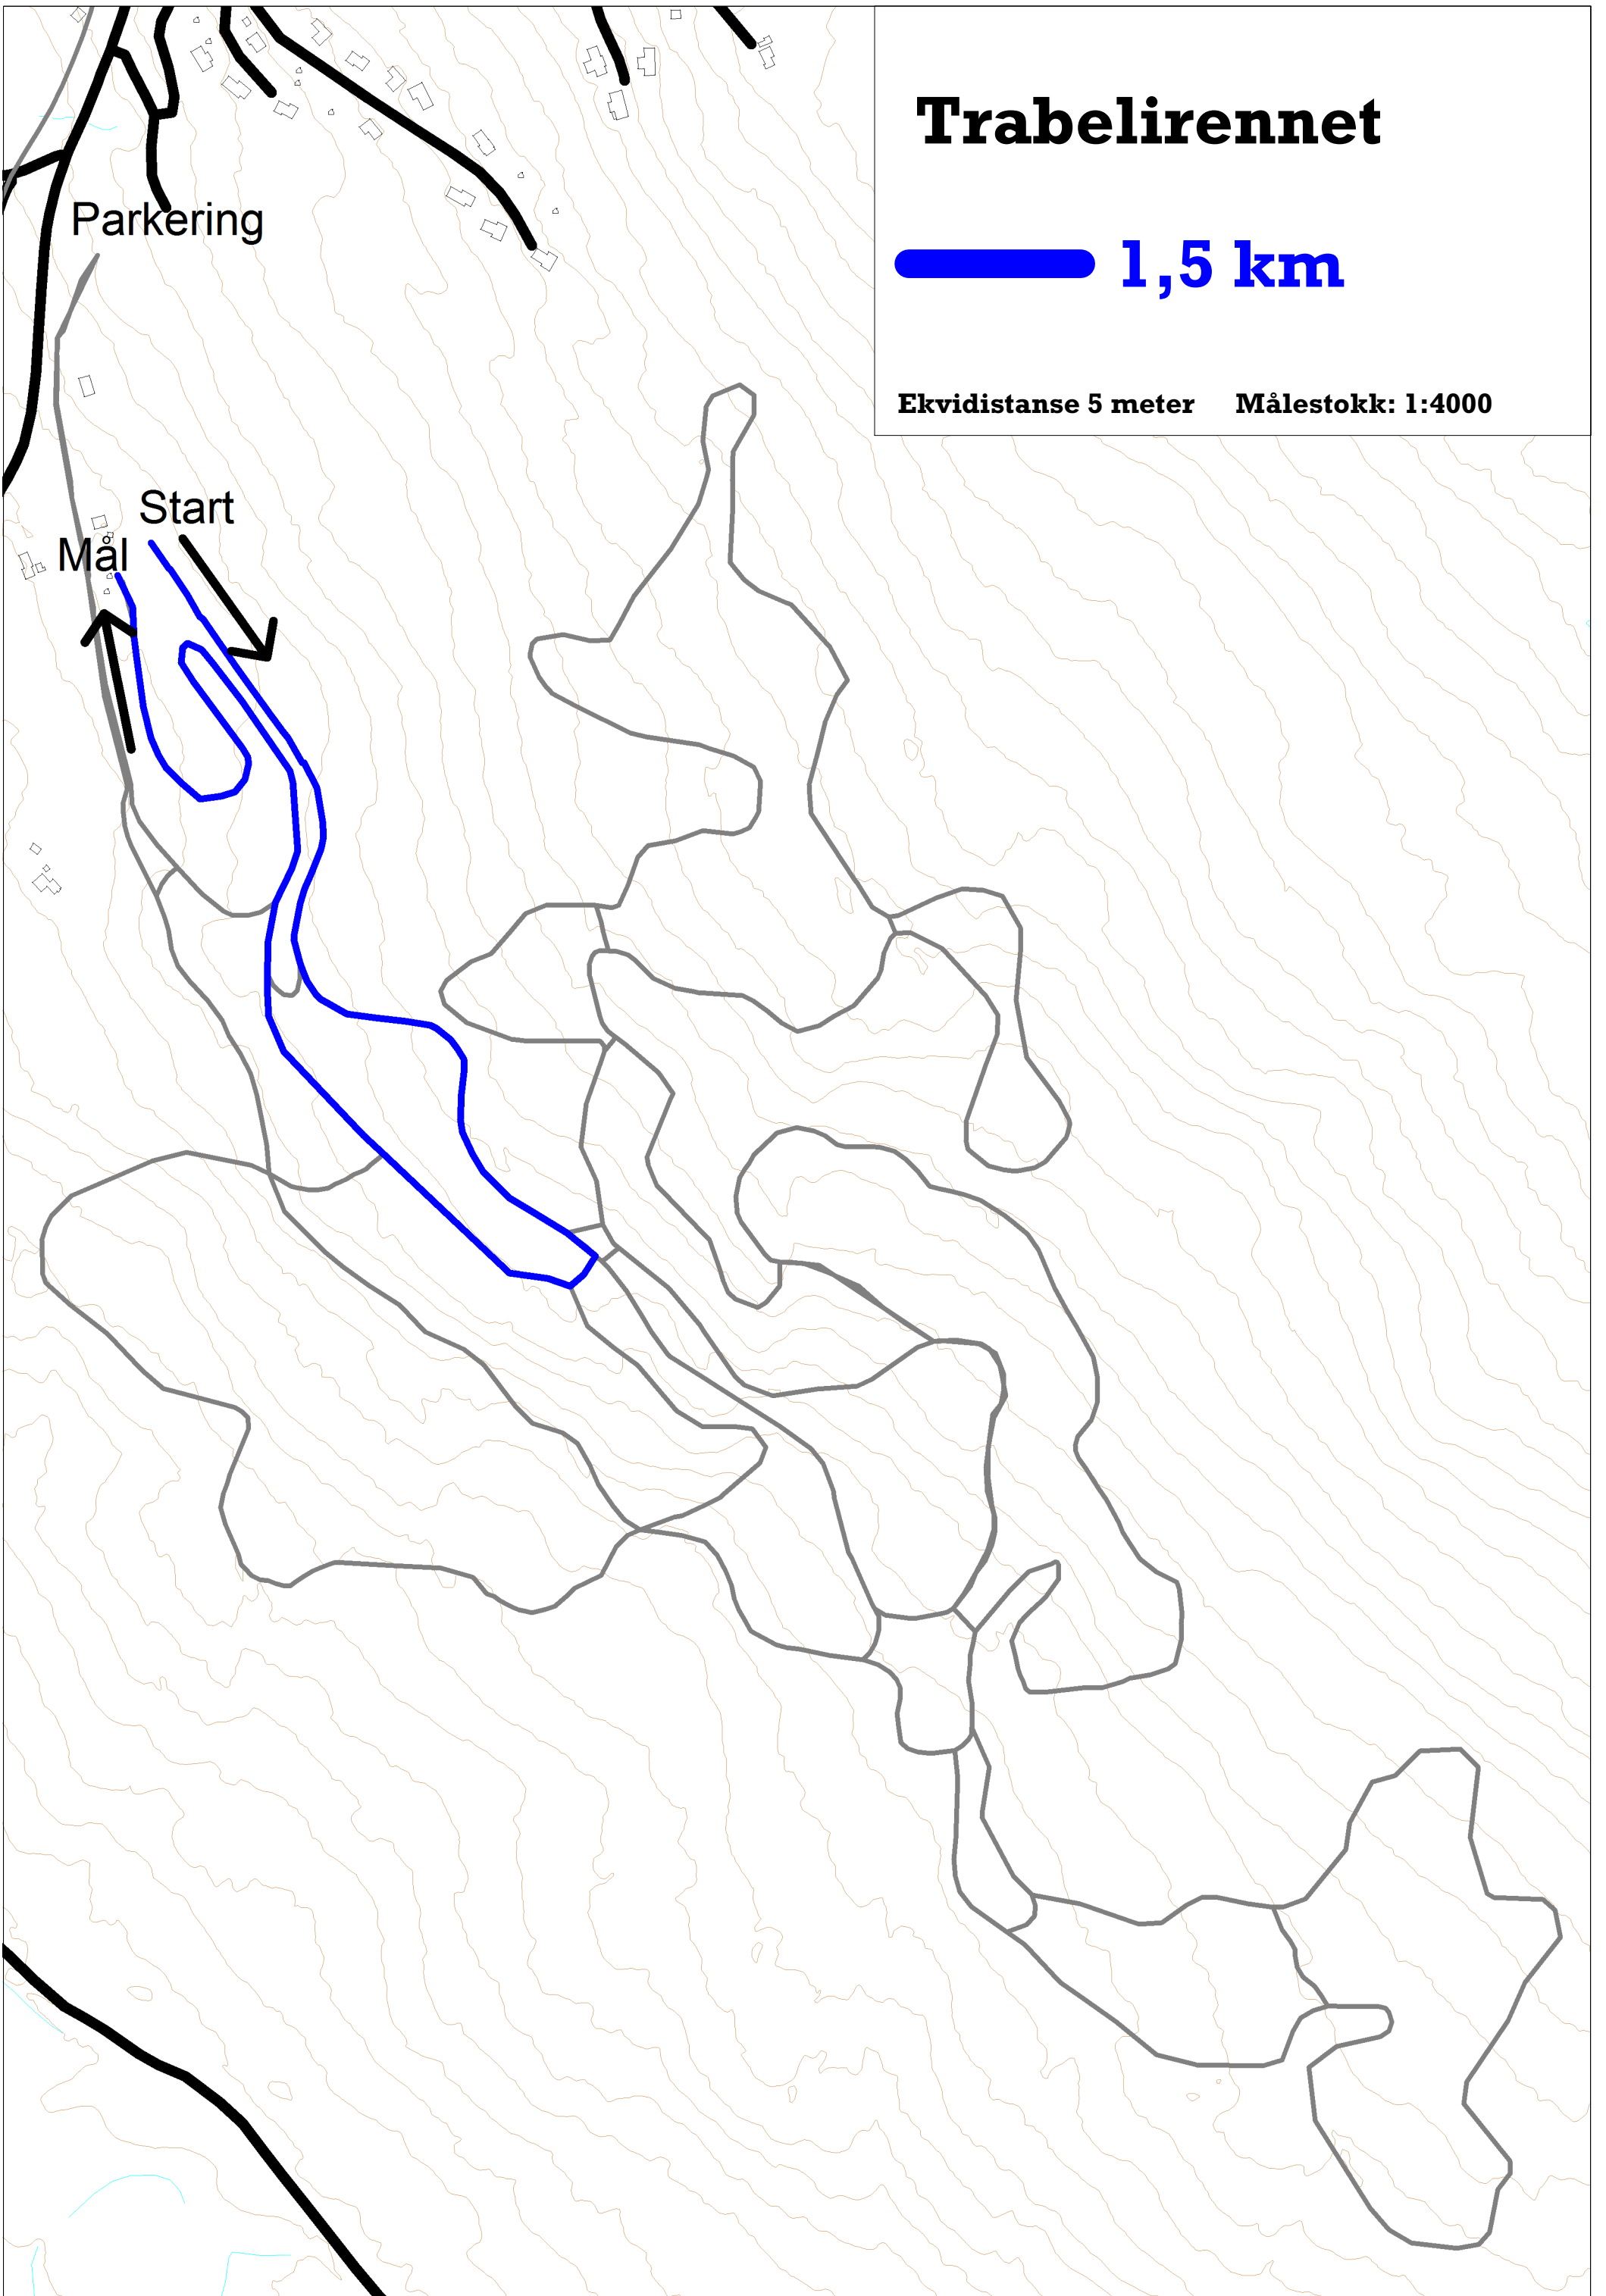 Trabelirennet
1,5 km
Ekvidistanse 5 meter Målestokk: 1:4000
Parkering
Start
Mål